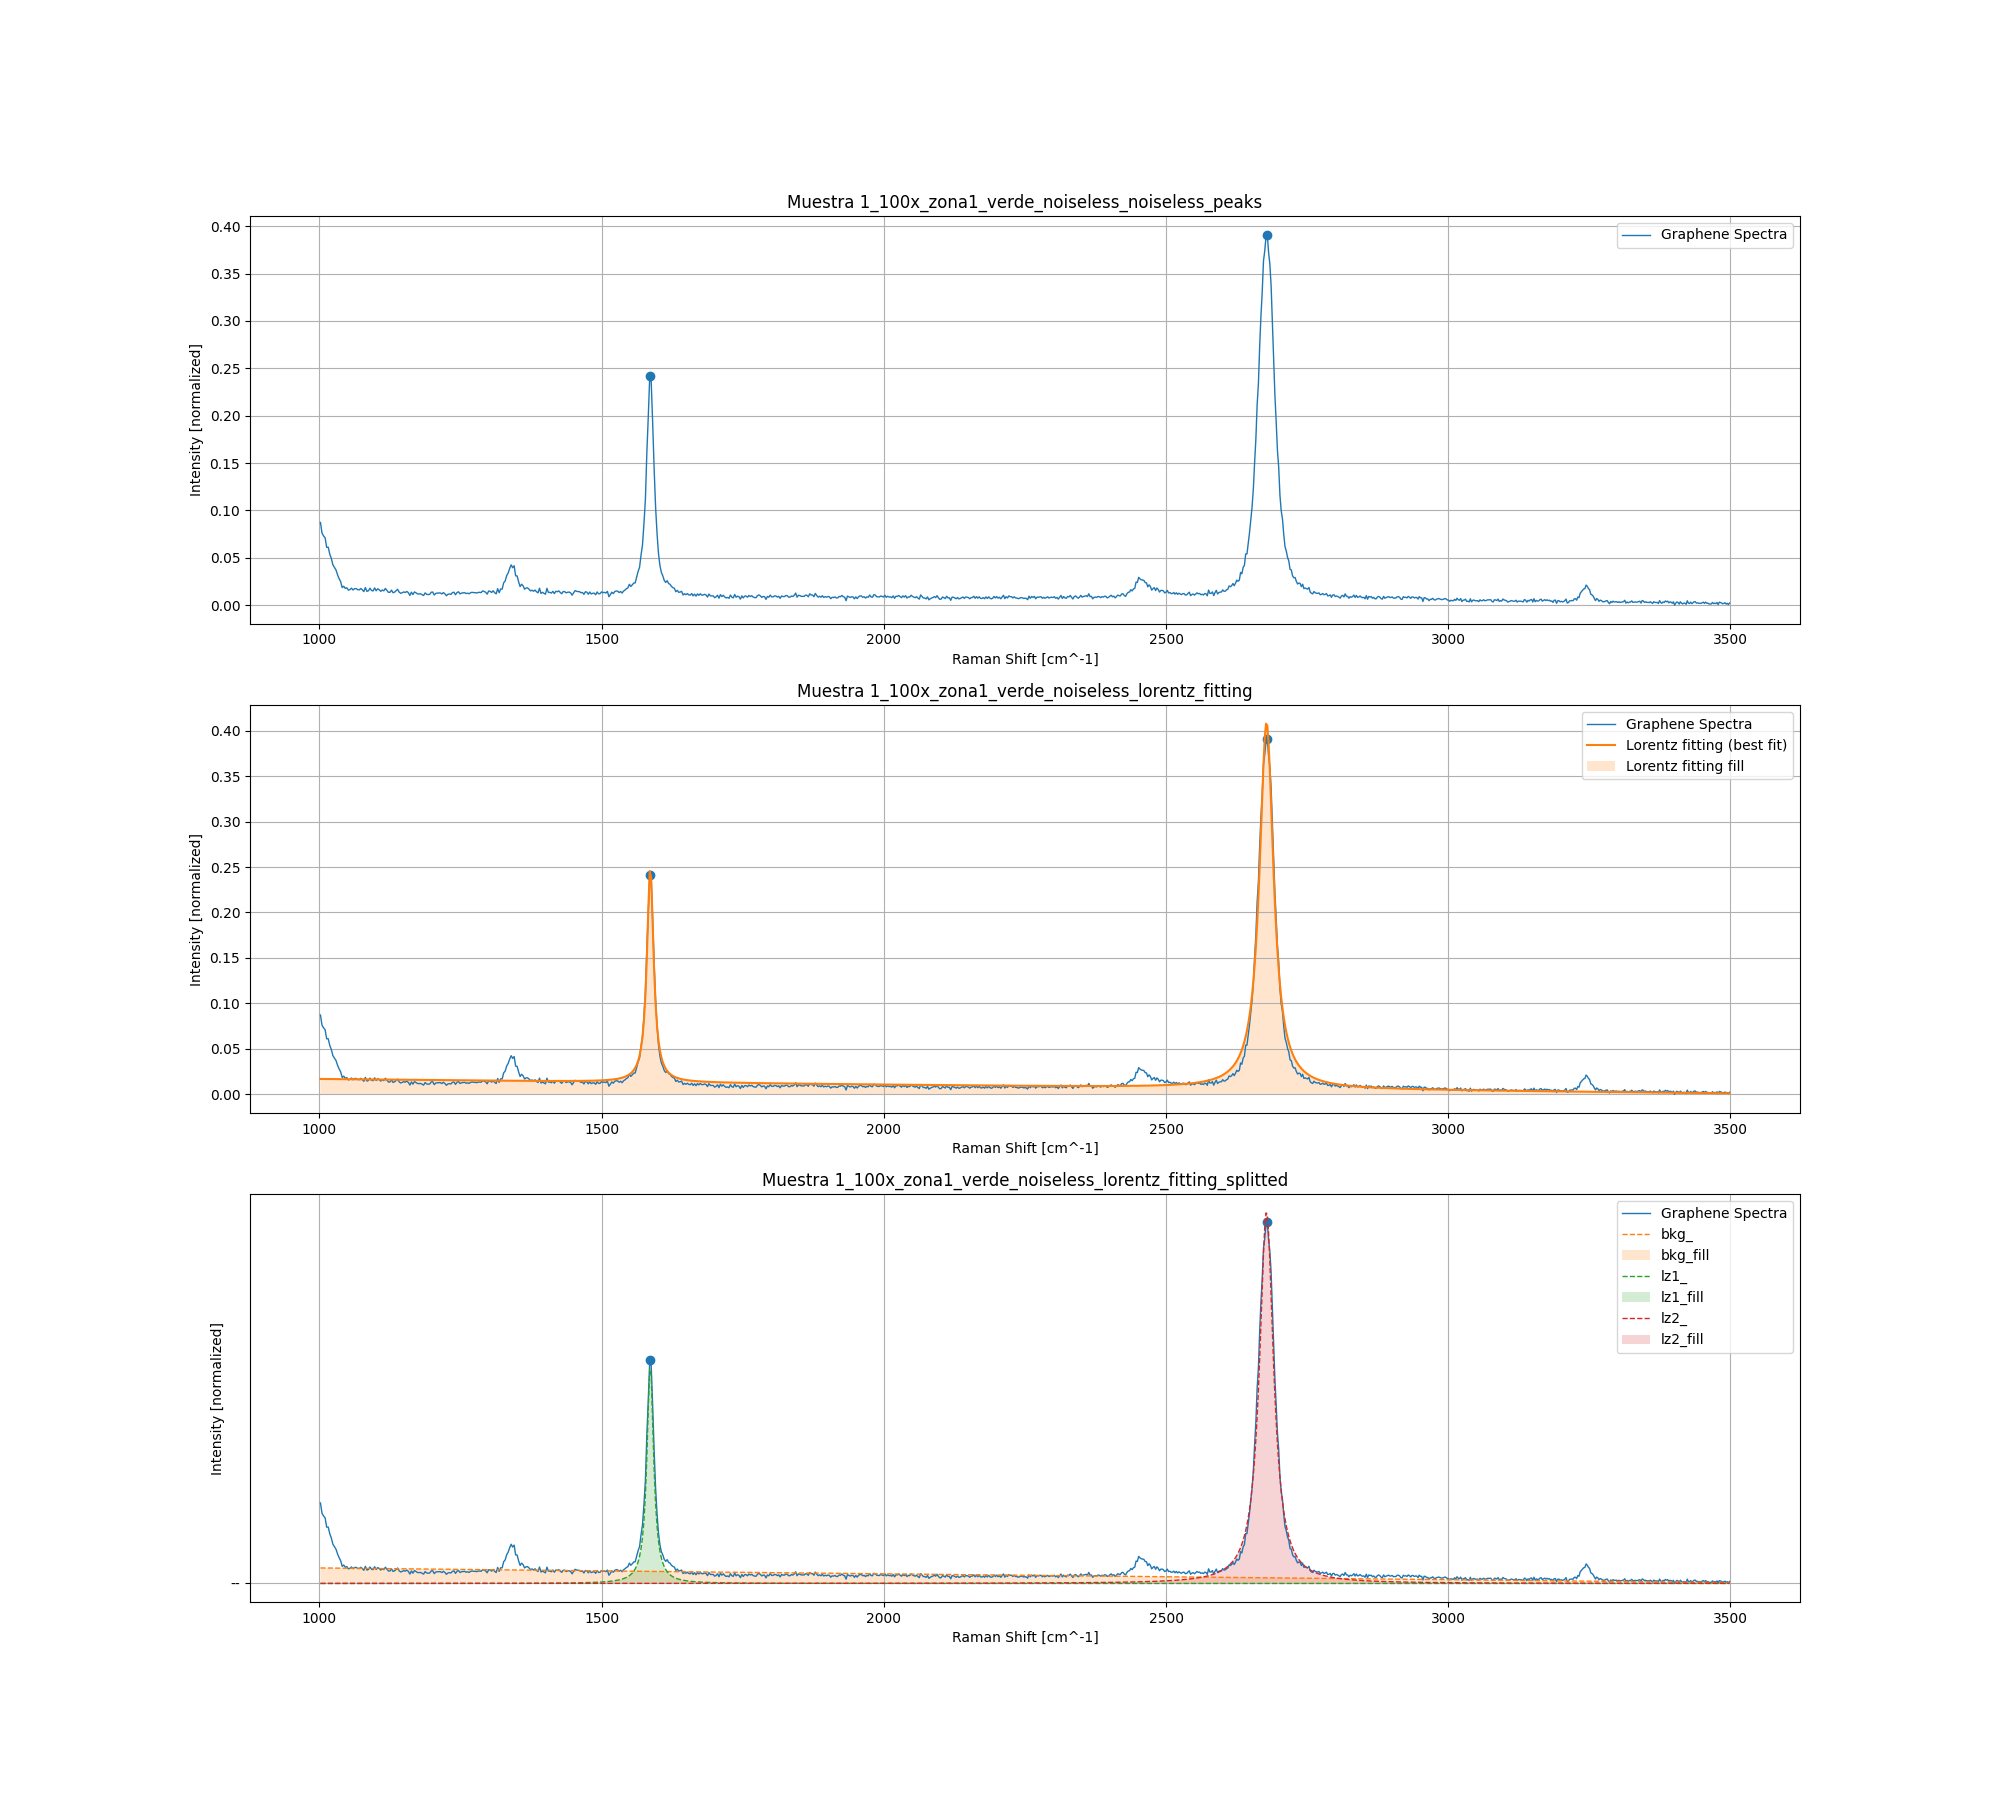 Muestra 1_100x_zona1_verde_noiseless_noiseless_peaks
0.40
0.35
0.30
0.25
0.20
0.15
0.10
0.05
0.00
Intensity [normalized]
Graphene Spectra
1000 1500 2000 2500 3000 3500
Raman Shift [cm^-1]
Muestra 1_100x_zona1_verde_noiseless_lorentz_fitting
0.40
0.35
0.30
0.25
0.20
0.15
0.10
0.05
0.00
Intensity [normalized]
Graphene Spectra
Lorentz fitting (best fit)
Lorentz fitting fill
1000 1500 2000 2500 3000 3500
Raman Shift [cm^-1]
Muestra 1_100x_zona1_verde_noiseless_lorentz_fitting_splitted
Intensity [normalized]
--
Graphene Spectra
bkg_
bkg_fill
lz1_
lz1_fill
lz2_
lz2_fill
1000 1500 2000 2500 3000 3500
Raman Shift [cm^-1]